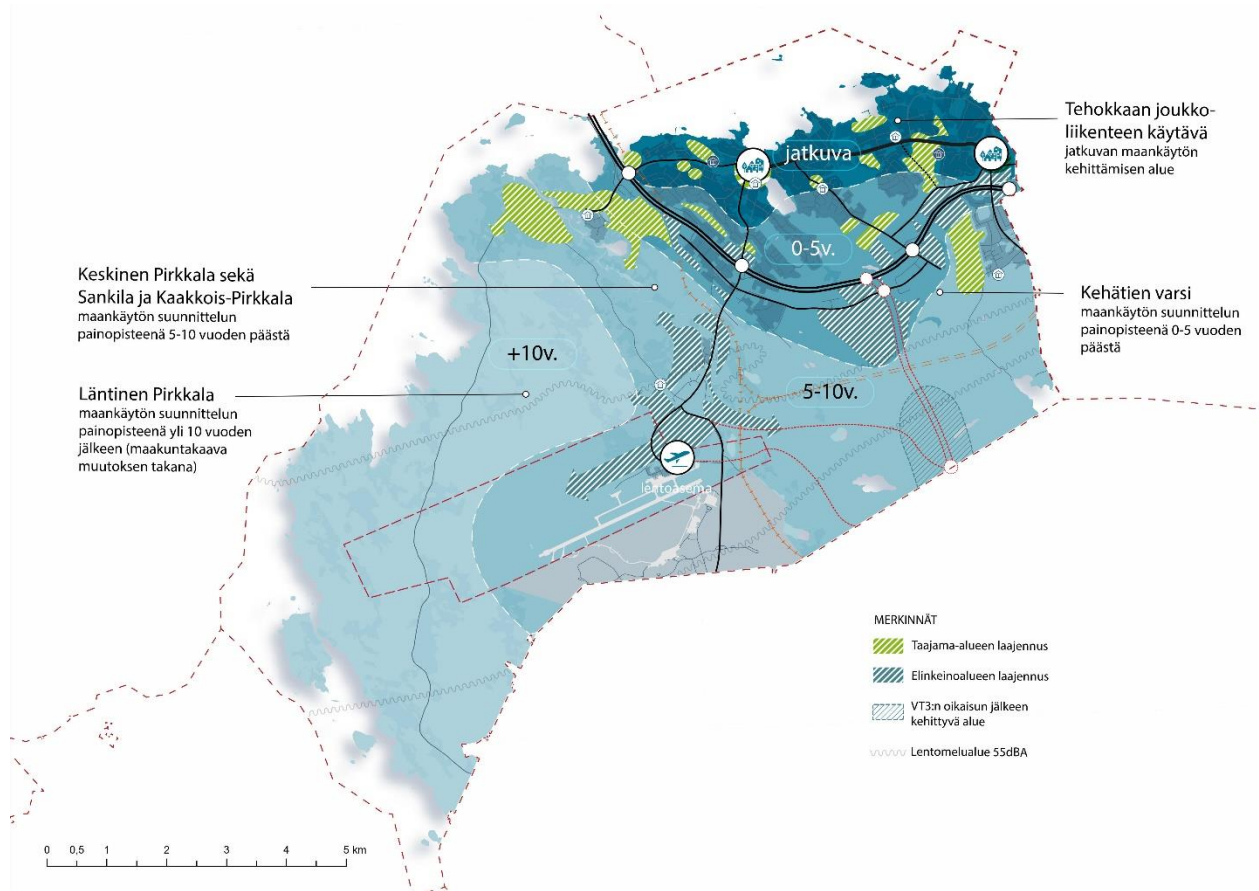 Tehokkaan joukko-
liikenteen käytävä
jatkuvan maankäytön
kehittämisen alue
jatkuva
0-5v.
Keskinen Pirkkala sekä
Sankila ja Kaakkois-Pirkkala
maankäytön suunnittelun
painopisteenä 5-10 vuoden päästä
Kehätien varsi
maankäytön suunnittelun
painopisteenä 0-5 vuoden
päästä
+10v.
5-10v.
Läntinen Pirkkala
maankäytön suunnittelun
painopisteenä yli 10 vuoden
jälkeen (maakuntakaava
muutoksen takana)
lentoasema
MERKINNÄT
Taajama-alueen laajennus
Elinkeinoalueen laajennus
VT3:n oikaisun jälkeen
kehittyvä alue
Lentomelualue 55dBA
0 0,5 1 2 3 4 5 km